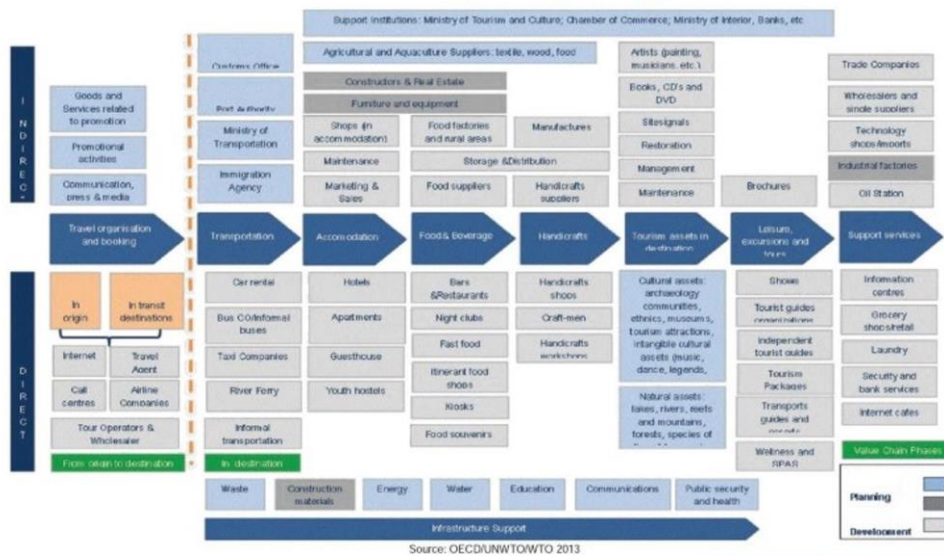 Support Institutions: Ministry of Tourism and Culture; Chamber of Commerce; Ministry of Interior, Banks, etc
INDIREC
Goods and
Services related
to promotion
Promotional
activities
Communication,
press & media
Customs Office
Port Authority
Ministry of
Transportation
Immigration
Agency
Agricultural and Aquaculture Suppliers: textile, wood, food
Constructors & Real Estate
Furniture and equipment
Shops (in
accommodation)
Maintenance
Marketing &
Sales
Food factories
and rural areas
Manufactures
Storage &Distribution
Food suppliers
Handicrafts
suppliers
Artists (painting,
musicians, etc.)
Books, CD's and
DVD
Sitesignals
Restoration
Management
Maintenance
Brochures
Trade Companies
Wholesalers and
single suppliers
Technology
shops/imports
Industrial factories
Oil Station
Travel organisation
and booking
Transportation
Accomodation
Food& Beverage
Handicrafts
Tourism assets in
destination
Leisure,
excursions and
tours
Support services
DIRECT
In
origin
In transit
destinations
Internet
Travel
Agent
Call
centres
Airline
Companies
Tour Operators &
Wholesaler
From origin to destination
Car rental
Bus CO/Informal
buses
Taxi Companies
River Ferry
Informal
transportation
In destination
Hotels
Apartments
Guesthouse
Youth hostels
Bars
&Restaurants
Night clubs
Fast food
Itinerant food
shops
Kiosks
Food souvenirs
Handicrafts
shops
Craft-men
Handicrafts
workshops
Cultural assets:
archaeology
communities,
ethnics, museums,
tourism attractions,
intangible cultural
assets (music,
dance, legends,
Natural assets:
lakes, rivers, reets
and mountains,
forests, species of
Shows
Tourist guides
organizations
Independent
tourist guides
Tourism
Packages
Transports
guides and
Wellness and
SPAS
Information
centres
Grocery
shops/retail
Laundry
Security and
bank services
Internet cafes
Value Chain Phases
Waste
Construction
materials
Energy
Water
Education
Communications
Public security
and health
Planning
Development
Infrastructure Support
Source: OECD/UNWTO/WTO 2013